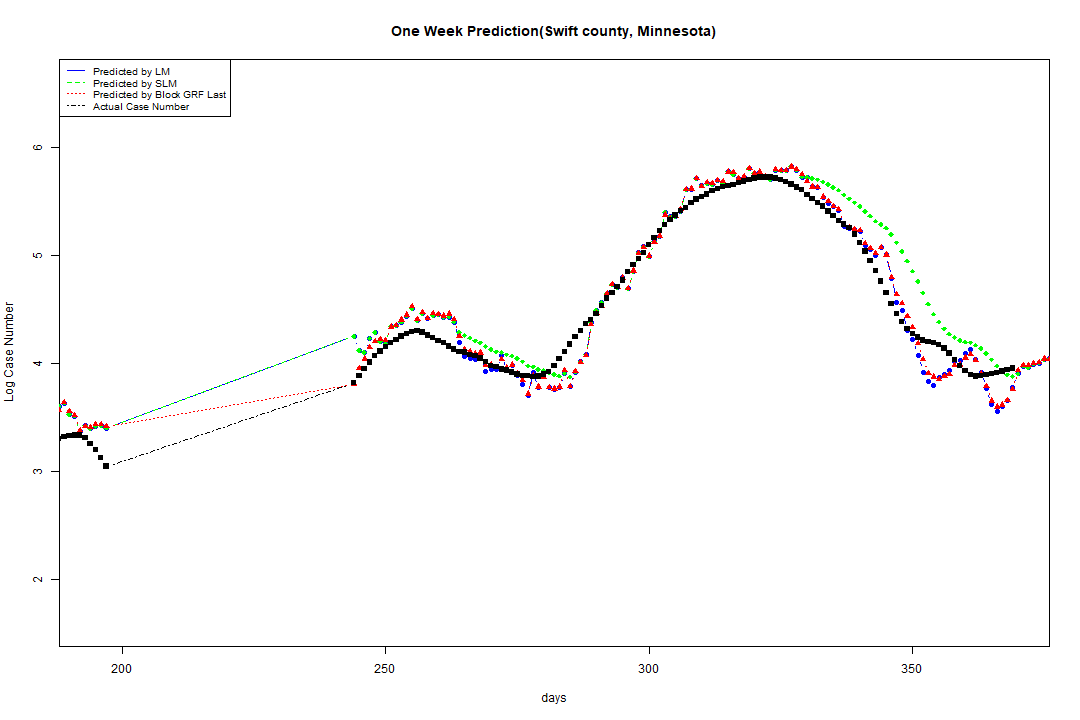 One Week Prediction(Swift county, Minnesota)
Predicted by LM
Predicted by SLM
Predicted by Block GRF Last
Actual Case Number
Log Case Number
6
5
4
3
2
200 250 300 350
days